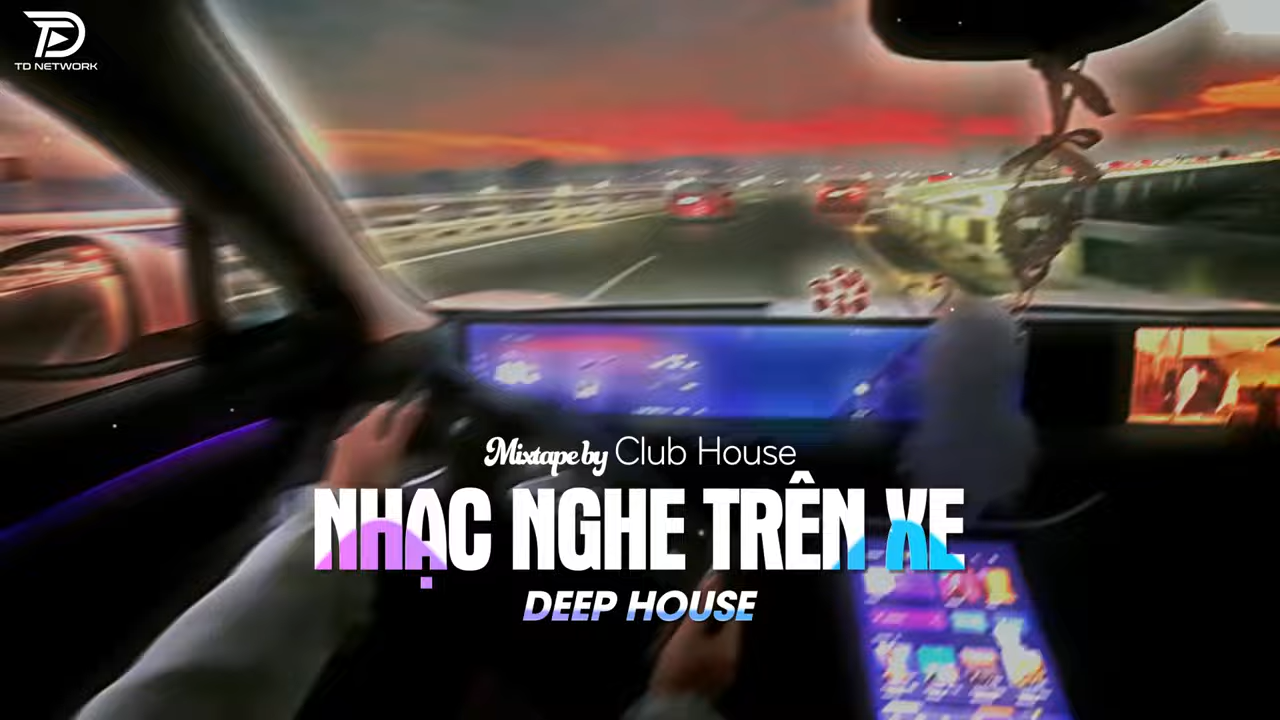 TD NETWORK
Mixtape by Club House
NHẠC NGHE TRÊN XE
DEEP HOUSE